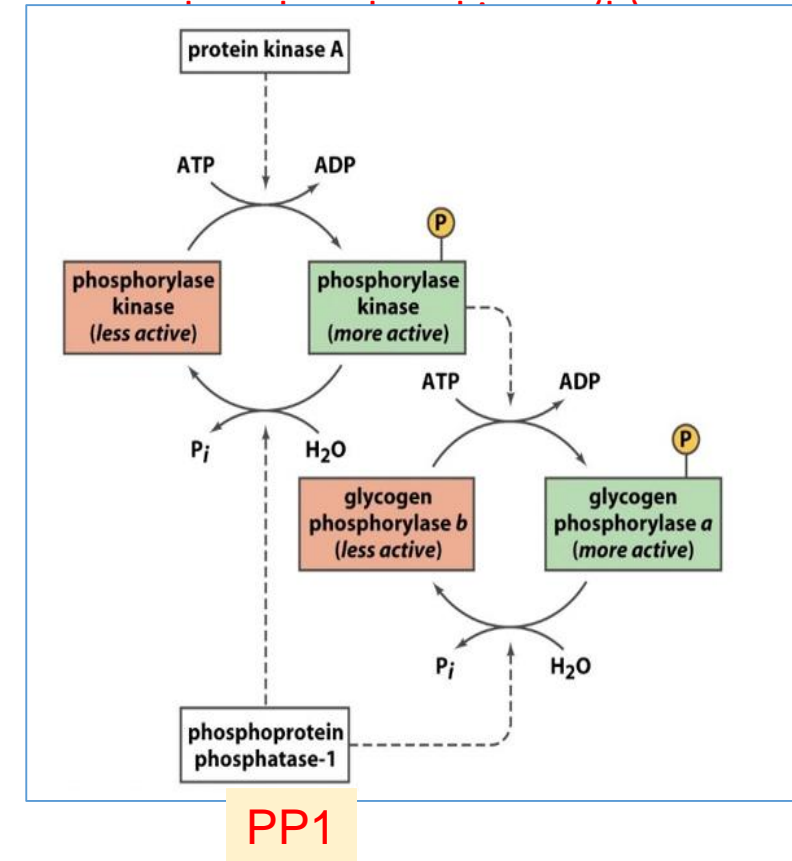 protein kinase A
ATP
ADP
P
phosphorylase
kinase
(less active)
phosphorylase
kinase
(more active)
ATP
ADP
Pi
H2O
P
glycogen
phosphorylase b
(less active)
glycogen
phosphorylase a
(more active)
Pi
H2O
phosphoprotein
phosphatase-1
PP1